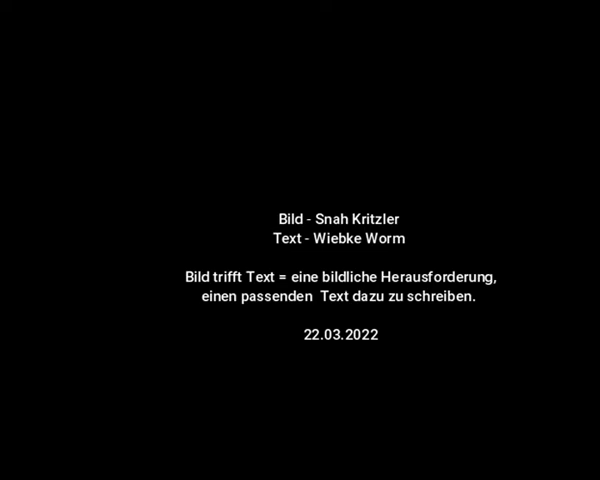 Bild - Snah Kritzler
Text - Wiebke Worm
Bild trifft Text = eine bildliche Herausforderung,
einen passenden  Text dazu zu schreiben.
22.03.2022